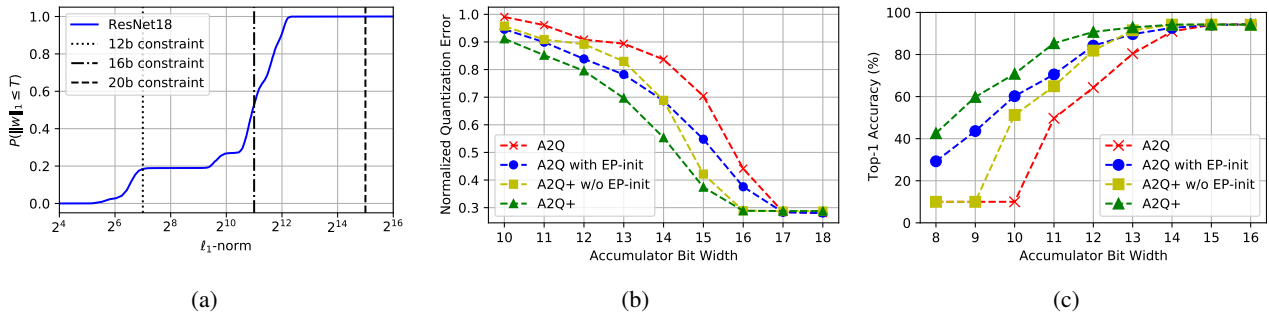 P(‖w‖₁ ≤ T)
1.0
0.8
0.6
0.4
0.2
0.0
ResNet18
12b constraint
16b constraint
20b constraint
2⁴ 2⁶ 2⁸ 2¹⁰ 2¹² 2¹⁴ 2¹⁶
ℓ₁-norm
(a)
Normalized Quantization Error
1.0
0.9
0.8
0.7
0.6
0.5
0.4
0.3
A2Q
A2Q with EP-init
A2Q+ w/o EP-init
A2Q+
10 11 12 13 14 15 16 17 18
Accumulator Bit Width
(b)
Top-1 Accuracy (%)
100
80
60
40
20
0
A2Q
A2Q with EP-init
A2Q+ w/o EP-init
A2Q+
8 9 10 11 12 13 14 15 16
Accumulator Bit Width
(c)